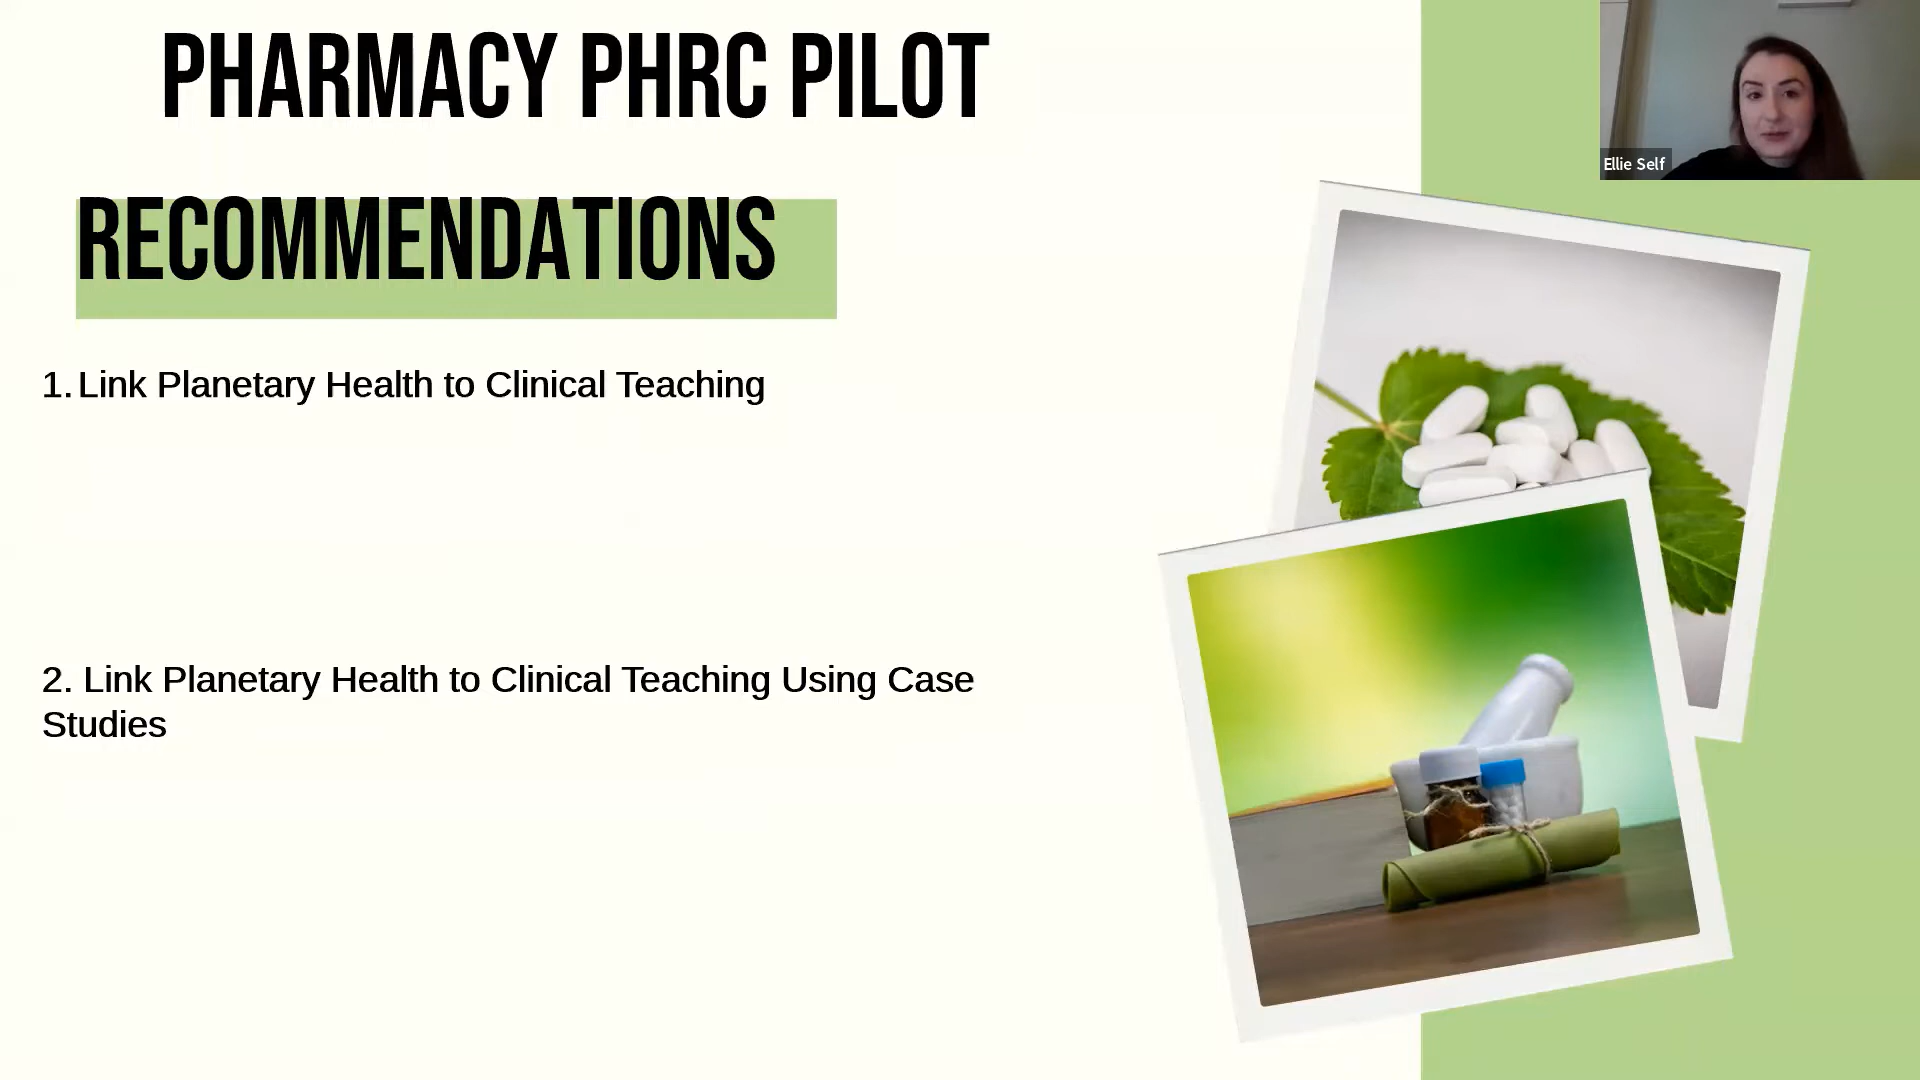 PHARMACY PHRC PILOT
RECOMMENDATIONS
1. Link Planetary Health to Clinical Teaching
2. Link Planetary Health to Clinical Teaching Using Case
Studies
Ellie Self